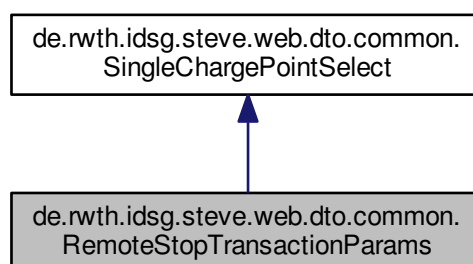 de.rwth.idsg.steve.web.dto.common.
SingleChargePointSelect
de.rwth.idsg.steve.web.dto.common.
RemoteStopTransactionParams